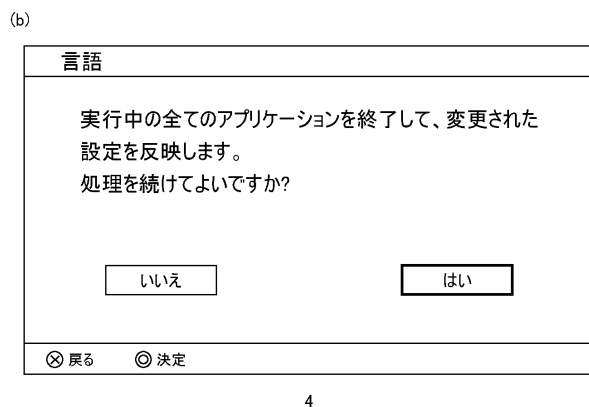 (b)
言語
実行中の全てのアプリケーションを終了して、変更された
設定を反映します。
処理を続けてよいですか?
いいえ はい
戻る 決定
4